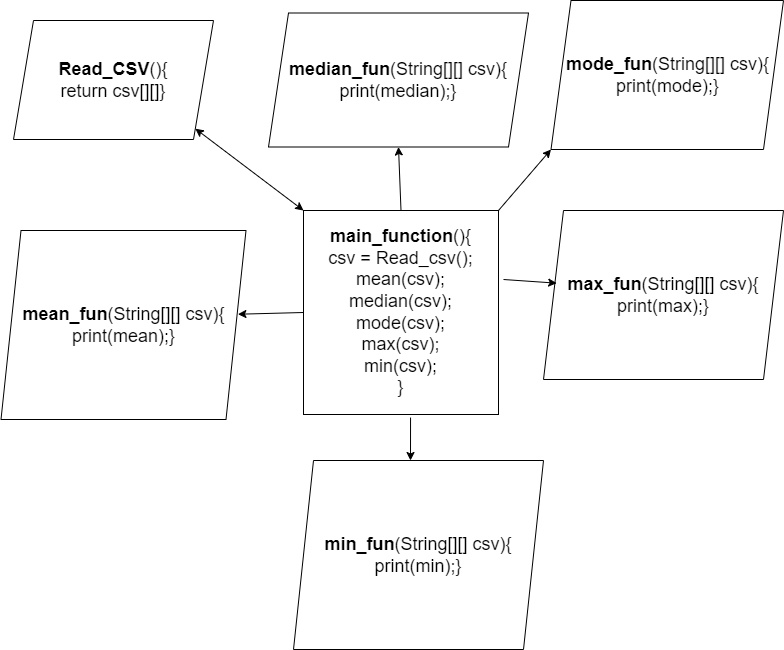 Read_CSV(){
return csv[][]}
median_fun(String[][] csv){
print(median);}
mode_fun(String[][] csv){
print(mode);}
main_function(){
csv = Read_csv();
mean(csv);
median(csv);
mode(csv);
max(csv);
min(csv);
}
mean_fun(String[][] csv){
print(mean);}
max_fun(String[][] csv){
print(max);}
min_fun(String[][] csv){
print(min);}